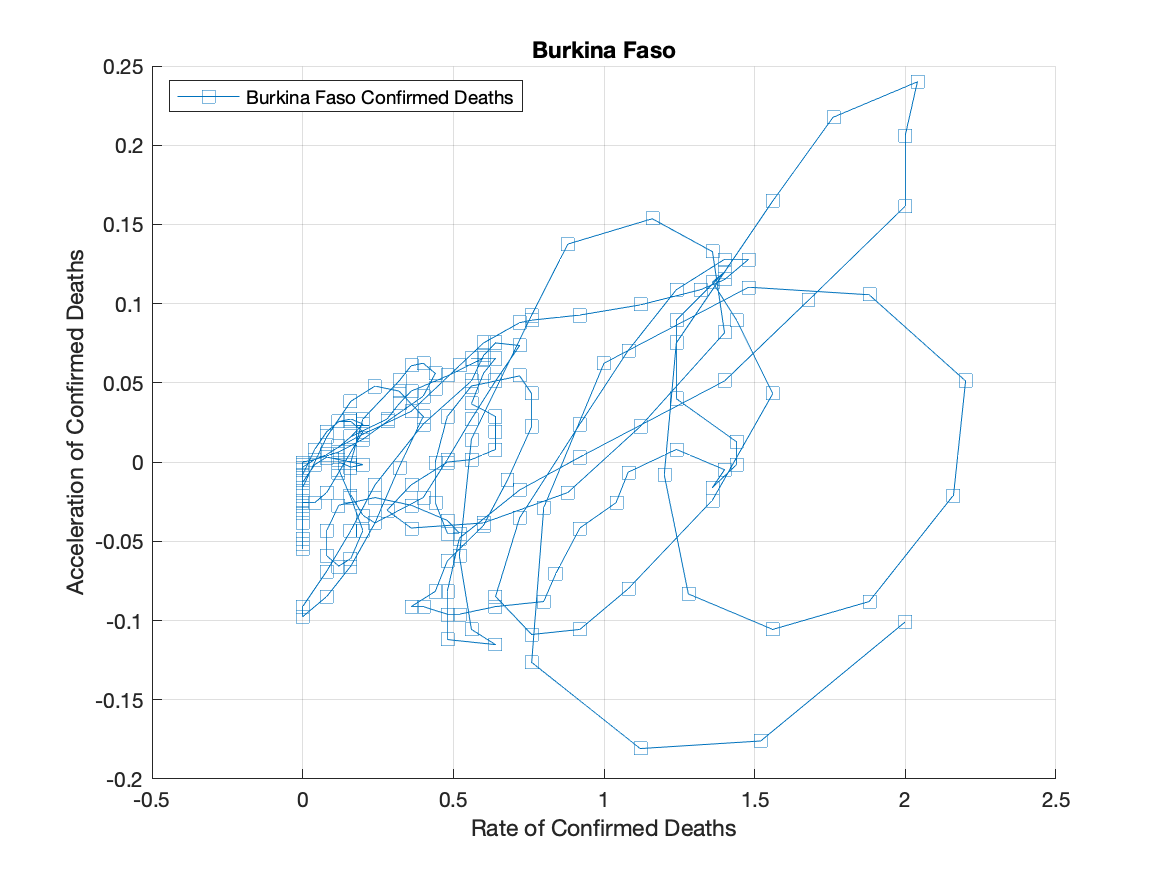 Burkina Faso
Burkina Faso Confirmed Deaths
Acceleration of Confirmed Deaths
0.25
0.2
0.15
0.1
0.05
0
-0.05
-0.1
-0.15
-0.2
-0.5 0 0.5 1 1.5 2 2.5
Rate of Confirmed Deaths